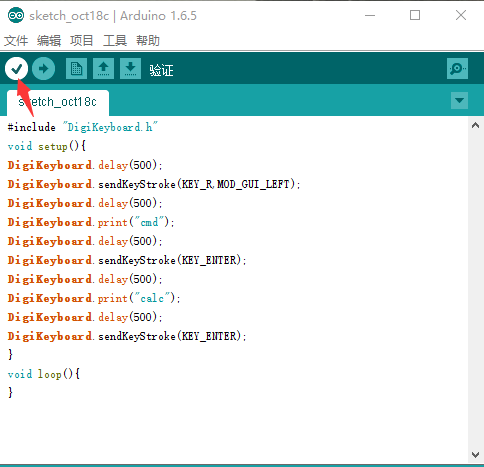 sketch_oct18c | Arduino 1.6.5
文件 编辑 项目 工具 帮助
验证
sketch_oct18c
#include "DigiKeyboard.h"
void setup(){
DigiKeyboard.delay(500);
DigiKeyboard.sendKeyStroke(KEY_R,MOD_GUI_LEFT);
DigiKeyboard.delay(500);
DigiKeyboard.print("cmd");
DigiKeyboard.delay(500);
DigiKeyboard.sendKeyStroke(KEY_ENTER);
DigiKeyboard.delay(500);
DigiKeyboard.print("calc");
DigiKeyboard.delay(500);
DigiKeyboard.sendKeyStroke(KEY_ENTER);
}
void loop(){
}